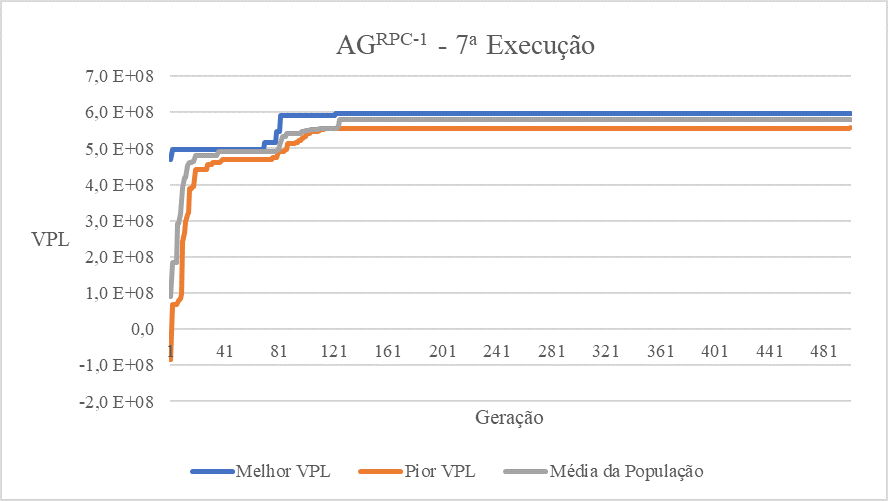 AGRPC-1 - 7ª Execução
7,0 E+08
6,0 E+08
5,0 E+08
4,0 E+08
3,0 E+08
2,0 E+08
1,0 E+08
0,0
-1,0 E+08
-2,0 E+08
VPL
1 41 81 121 161 201 241 281 321 361 401 441 481
Geração
Melhor VPL Pior VPL Média da População